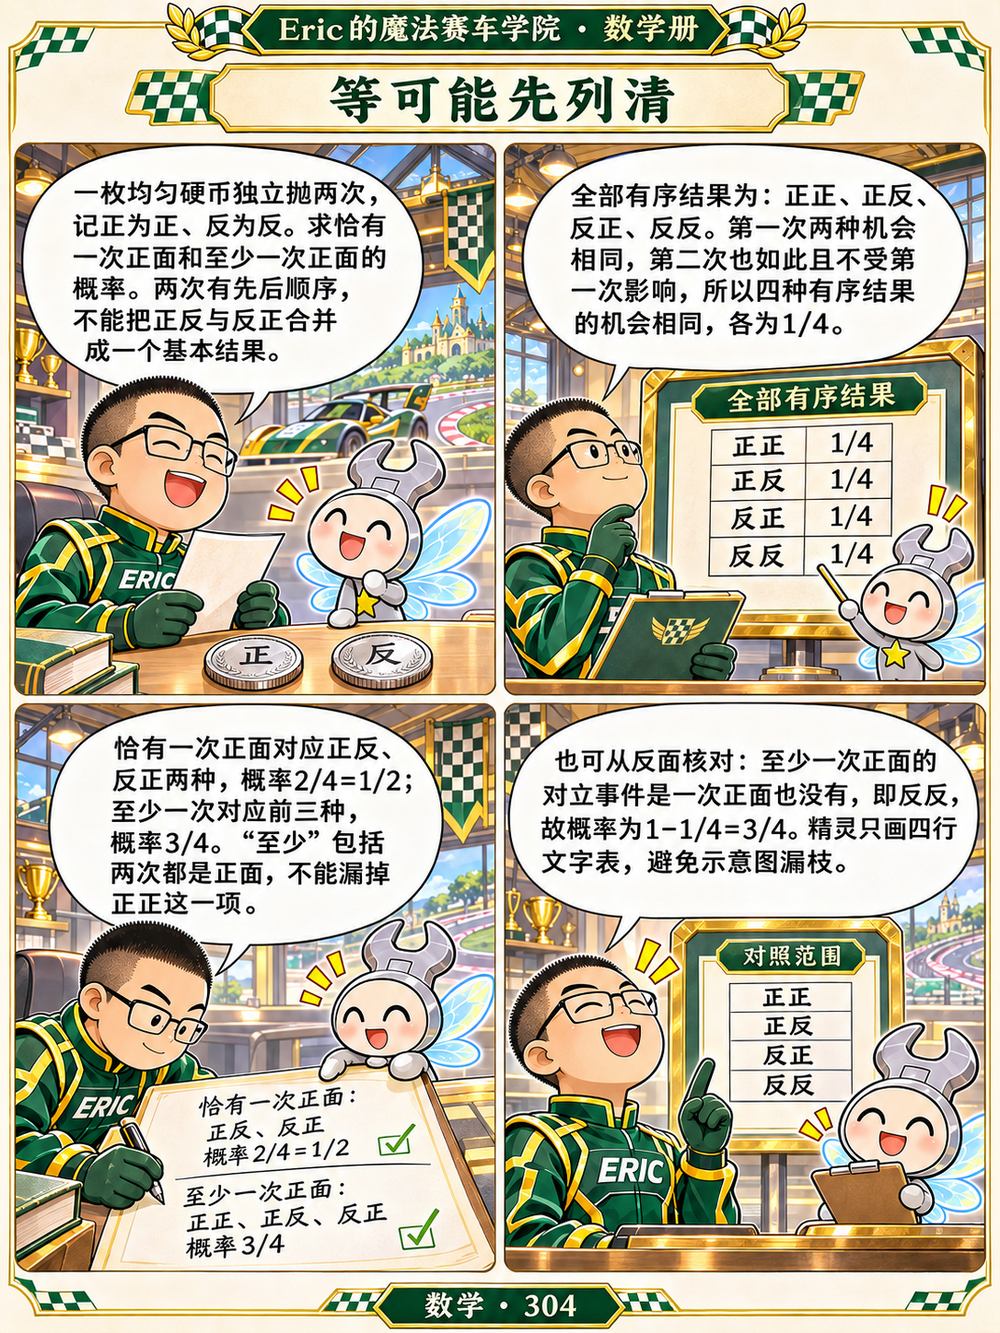 Eric的魔法赛车学院 · 数学册
等可能先列清
一枚均匀硬币独立抛两次，
记正为正、反为反。求恰有
一次正面和至少一次正面的
概率。两次有先后顺序，
不能把正反与反正合并
成一个基本结果。
ERIC
正
反
全部有序结果为：正正、正反、
反正、反反。第一次两种机会
相同，第二次也如此且不受第
一次影响，所以四种有序结果
的机会相同，各为1/4。
全部有序结果
正正 1/4
正反 1/4
反正 1/4
反反 1/4
恰有一次正面对应正反、
反正两种，概率2/4=1/2；
至少一次对应前三种，
概率3/4。“至少”包括
两次都是正面，不能漏掉
正正这一项。
ERIC
恰有一次正面：
正反、反正
概率2/4=1/2
至少一次正面：
正正、正反、反正
概率3/4
也可从反面核对：至少一次正面的
对立事件是一次正面也没有，即反反，
故概率为1-1/4=3/4。精灵只画四行
文字表，避免示意图漏枝。
对照范围
正正
正反
反正
反反
ERIC
数学 · 304